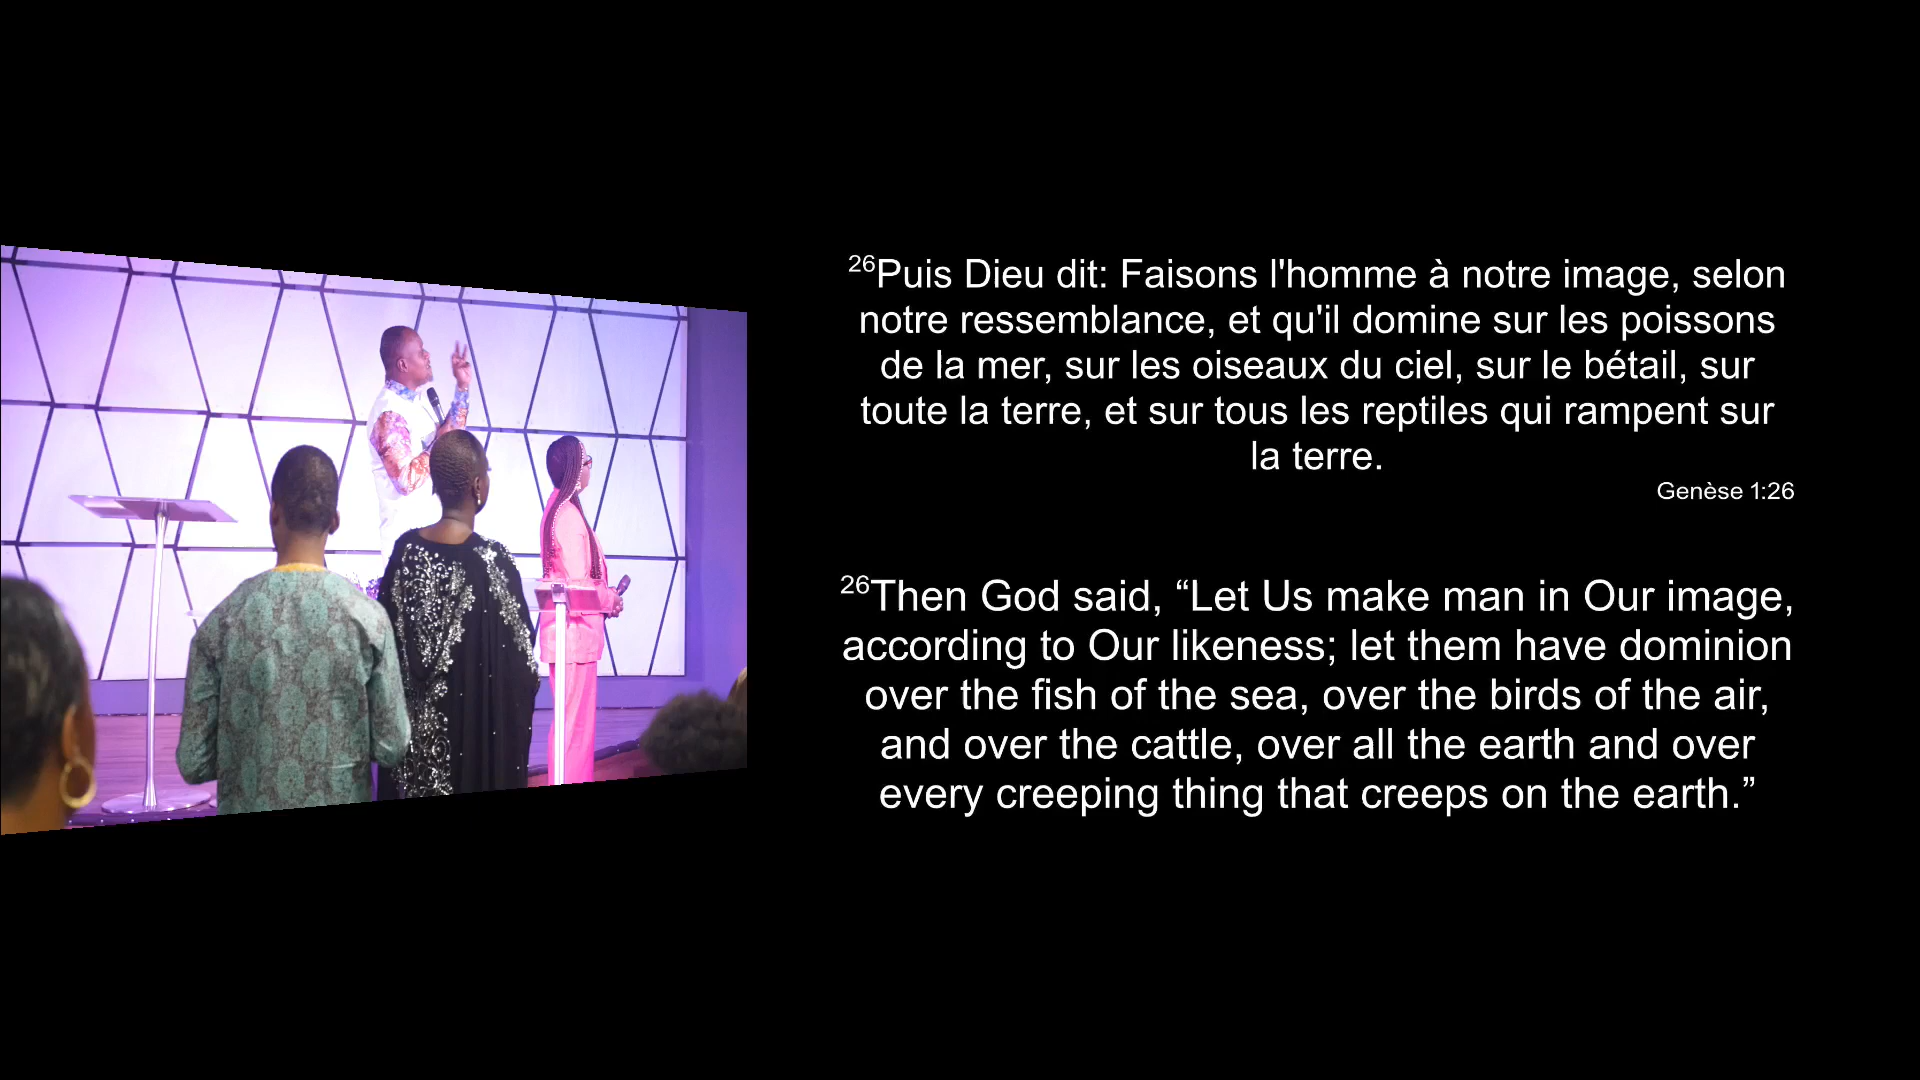 26Puis Dieu dit: Faisons l'homme à notre image, selon
notre ressemblance, et qu'il domine sur les poissons
de la mer, sur les oiseaux du ciel, sur le bétail, sur
toute la terre, et sur tous les reptiles qui rampent sur
la terre.
Genèse 1:26
26Then God said, “Let Us make man in Our image,
according to Our likeness; let them have dominion
over the fish of the sea, over the birds of the air,
and over the cattle, over all the earth and over
every creeping thing that creeps on the earth.”